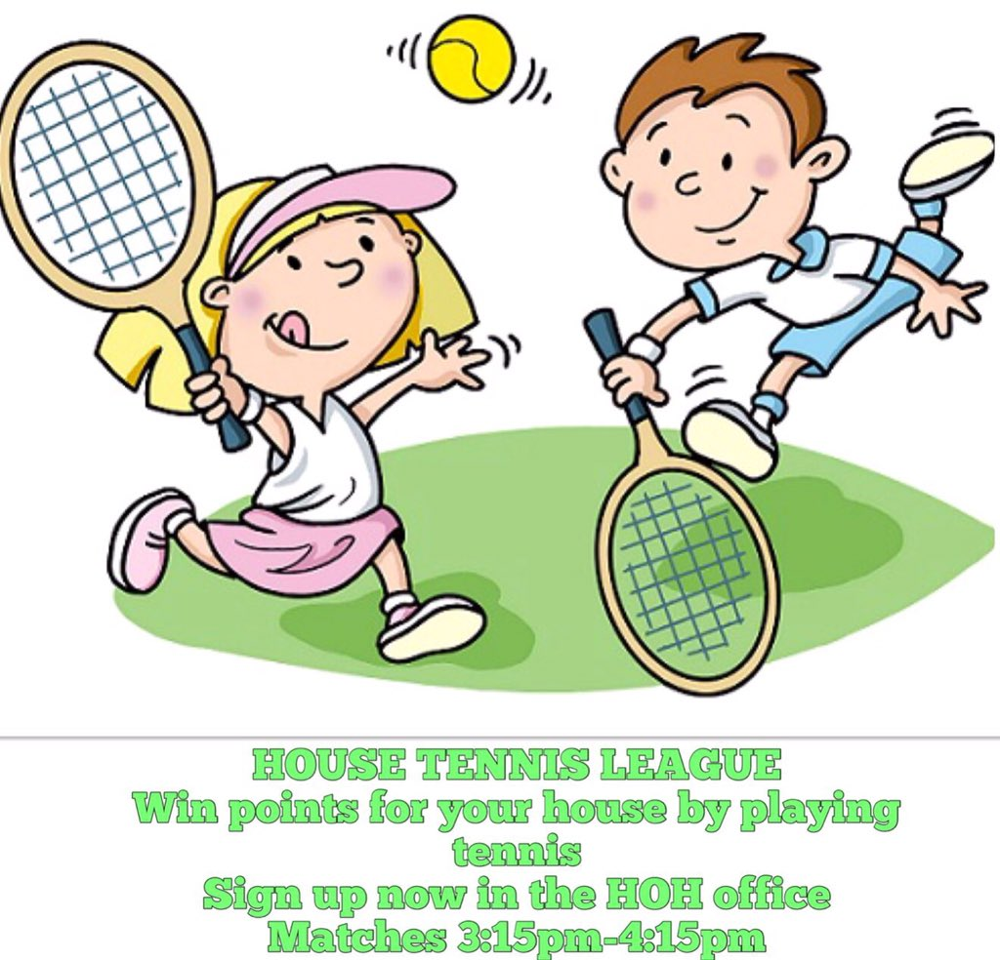 HOUSE TENNIS LEAGUE
Win points for your house by playing
tennis
Sign up now in the HOH office
Matches 3:15pm-4:15pm